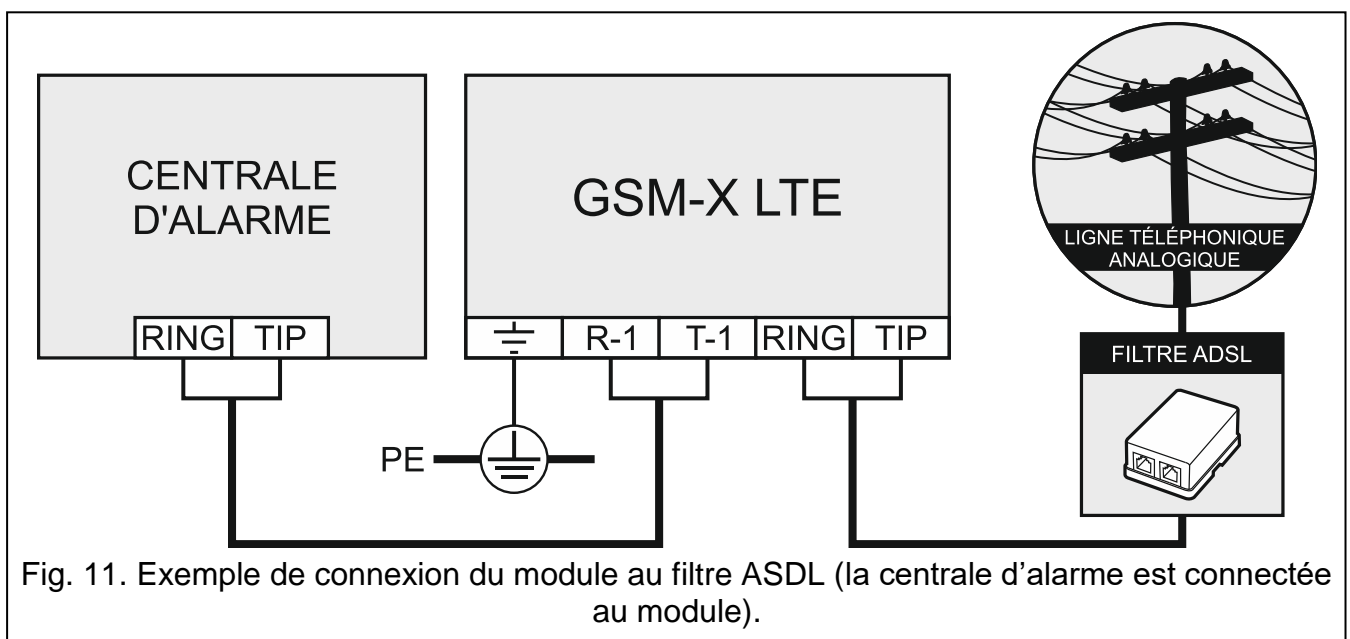 CENTRALE
D'ALARME
RING TIP
GSM-X LTE
R-1 T-1 RING TIP
PE
LIGNE TÉLÉPHONIQUE
ANALOGIQUE
FILTRE ADSL
Fig. 11. Exemple de connexion du module au filtre ASDL (la centrale d’alarme est connectée
au module).